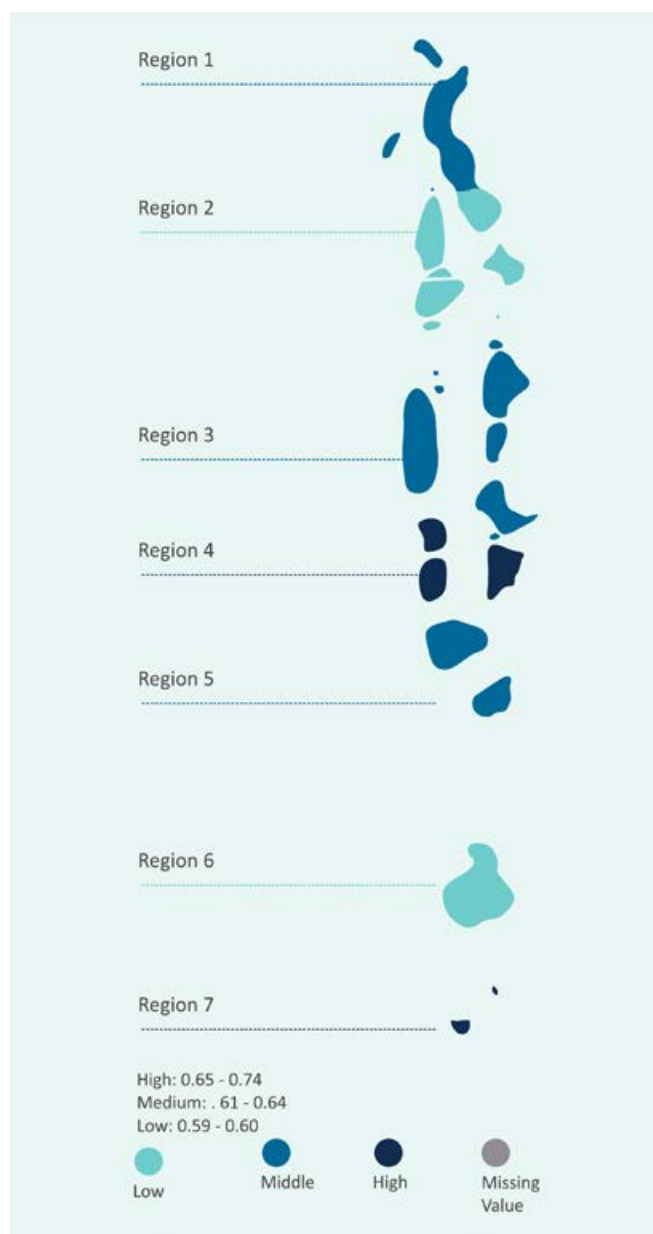 Region 1
Region 2
Region 3
Region 4
Region 5
Region 6
Region 7
High: 0.65 - 0.74
Medium: . 61 - 0.64
Low: 0.59 - 0.60
Low
Middle
High
Missing
Value